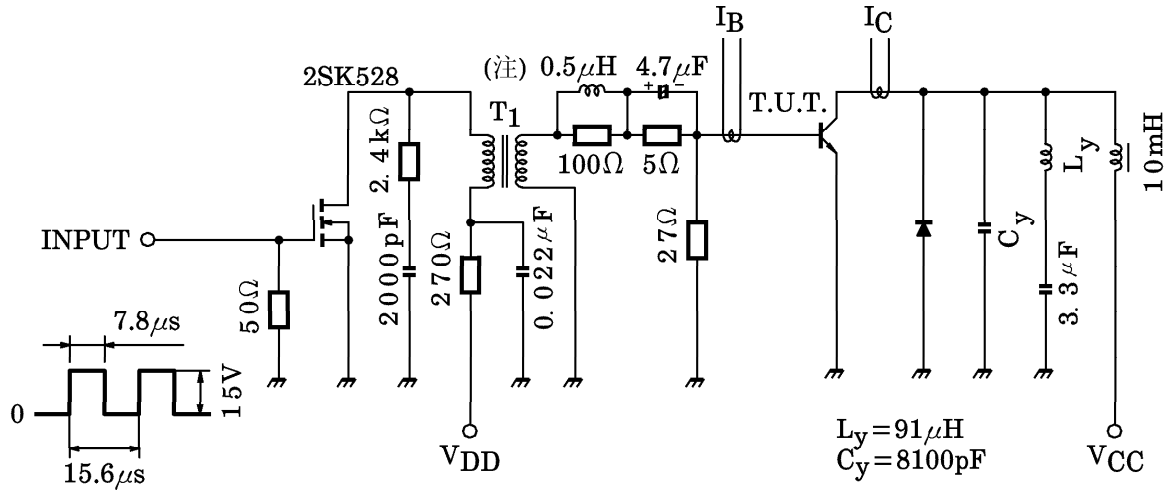 I_B
I_C
2SK528
(注)
0.5μH
4.7μF
+
−
T.U.T.
T_1
2.4kΩ
100Ω
5Ω
L_y
10mH
INPUT
2000pF
270Ω
0.022μF
27Ω
C_y
3.3μF
50Ω
7.8μs
15V
0
15.6μs
V_DD
L_y=91μH
C_y=8100pF
V_CC